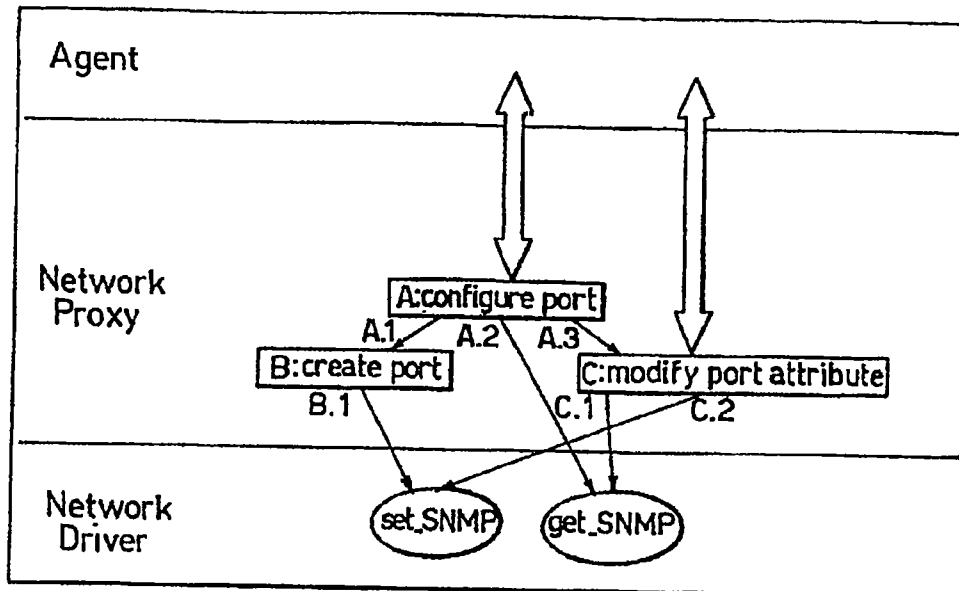 Agent
Network
Proxy
A:configure port
A.1
A.2
A.3
B:create port
C:modify port attribute
B.1
C.1
C.2
Network
Driver
set_SNMP
get_SNMP